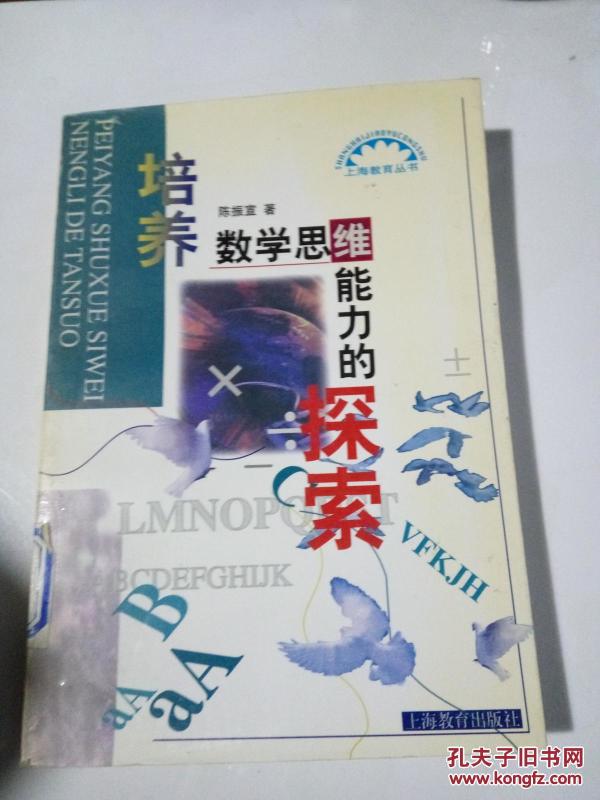 SHANGHAIJIAOYUCONGSHU
上海教育丛书
PEIYANG SHUXUE SIWEI
NENGLI DE TANSUO
培养
陈振宣 著
数学思维
能力的
探索
×
÷
±
—
LMNOPQRST
BCDEFGHIJK
VFKJH
B
aA
aA
上海教育出版社
孔夫子旧书网
www.kongfz.com